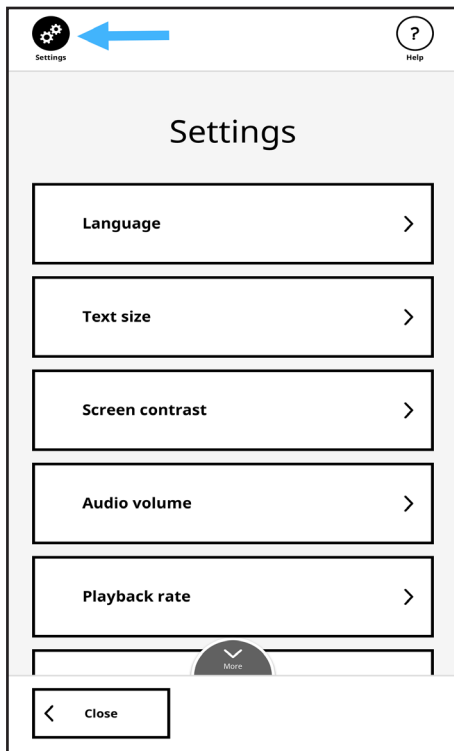 Settings
?
Help
Settings
Language
Text size
Screen contrast
Audio volume
Playback rate
More
Close